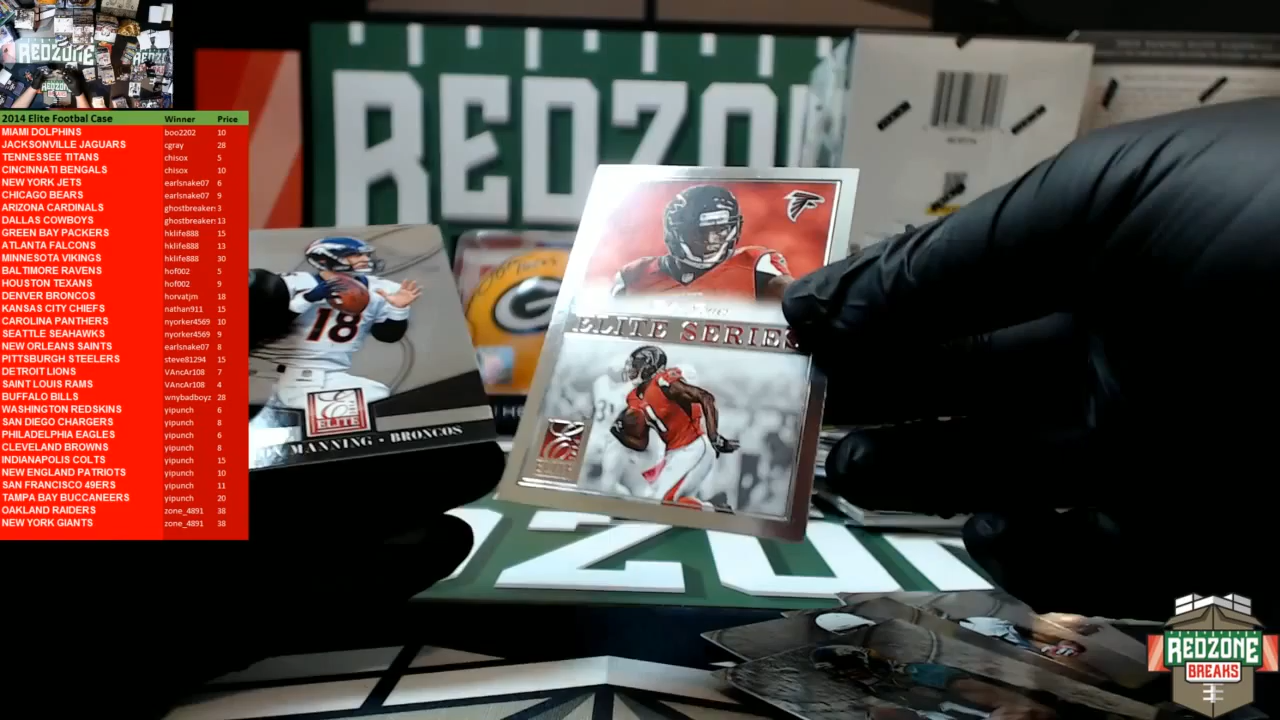 REDZONE
2014 Elite Footbal Case Winner Price
MIAMI DOLPHINS boo2202 10
JACKSONVILLE JAGUARS cgray 28
TENNESSEE TITANS chisox 5
CINCINNATI BENGALS chisox 10
NEW YORK JETS earlsnake07 6
CHICAGO BEARS earlsnake07 9
ARIZONA CARDINALS ghostbreaker 3
DALLAS COWBOYS ghostbreaker 13
GREEN BAY PACKERS hklife888 15
ATLANTA FALCONS hklife888 13
MINNESOTA VIKINGS hklife888 30
BALTIMORE RAVENS hof002 5
HOUSTON TEXANS hof002 9
DENVER BRONCOS horvatjm 18
KANSAS CITY CHIEFS nathan911 15
CAROLINA PANTHERS nyorker4569 10
SEATTLE SEAHAWKS nyorker4569 9
NEW ORLEANS SAINTS earlsnake07 8
PITTSBURGH STEELERS steve81294 15
DETROIT LIONS VAncAr108 7
SAINT LOUIS RAMS VAncAr108 4
BUFFALO BILLS wnybadboyz 28
WASHINGTON REDSKINS yipunch 6
SAN DIEGO CHARGERS yipunch 8
PHILADELPHIA EAGLES yipunch 6
CLEVELAND BROWNS yipunch 8
INDIANAPOLIS COLTS yipunch 15
NEW ENGLAND PATRIOTS yipunch 10
SAN FRANCISCO 49ERS yipunch 11
TAMPA BAY BUCCANEERS yipunch 20
OAKLAND RAIDERS zone_4891 38
NEW YORK GIANTS zone_4891 38
REDZO
18
ELITE
MANNING • BRONCOS
G
ELITE SERIES
ELITE
REDZONE
BREAKS